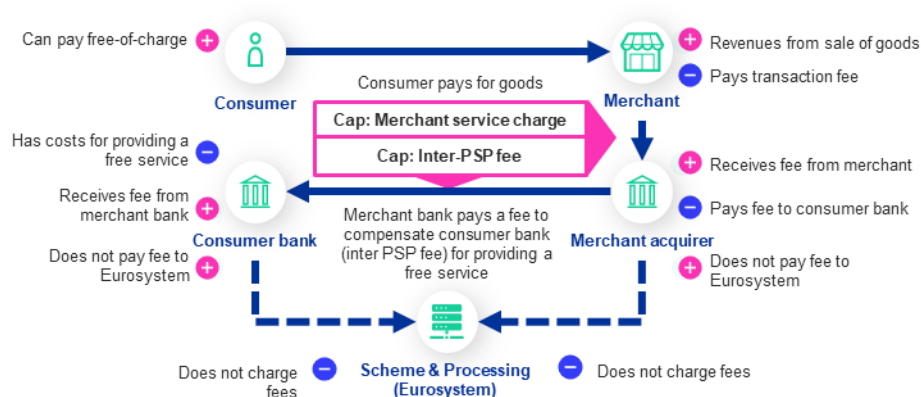 Can pay free-of-charge
Consumer
Consumer pays for goods
Merchant
Revenues from sale of goods
Pays transaction fee
Cap: Merchant service charge
Cap: Inter-PSP fee
Has costs for providing a
free service
Receives fee from
merchant bank
Does not pay fee to
Eurosystem
Consumer bank
Merchant bank pays a fee to
compensate consumer bank
(inter PSP fee) for providing a
free service
Merchant acquirer
Receives fee from merchant
Pays fee to consumer bank
Does not pay fee to
Eurosystem
Does not charge
fees
Scheme & Processing
(Eurosystem)
Does not charge fees